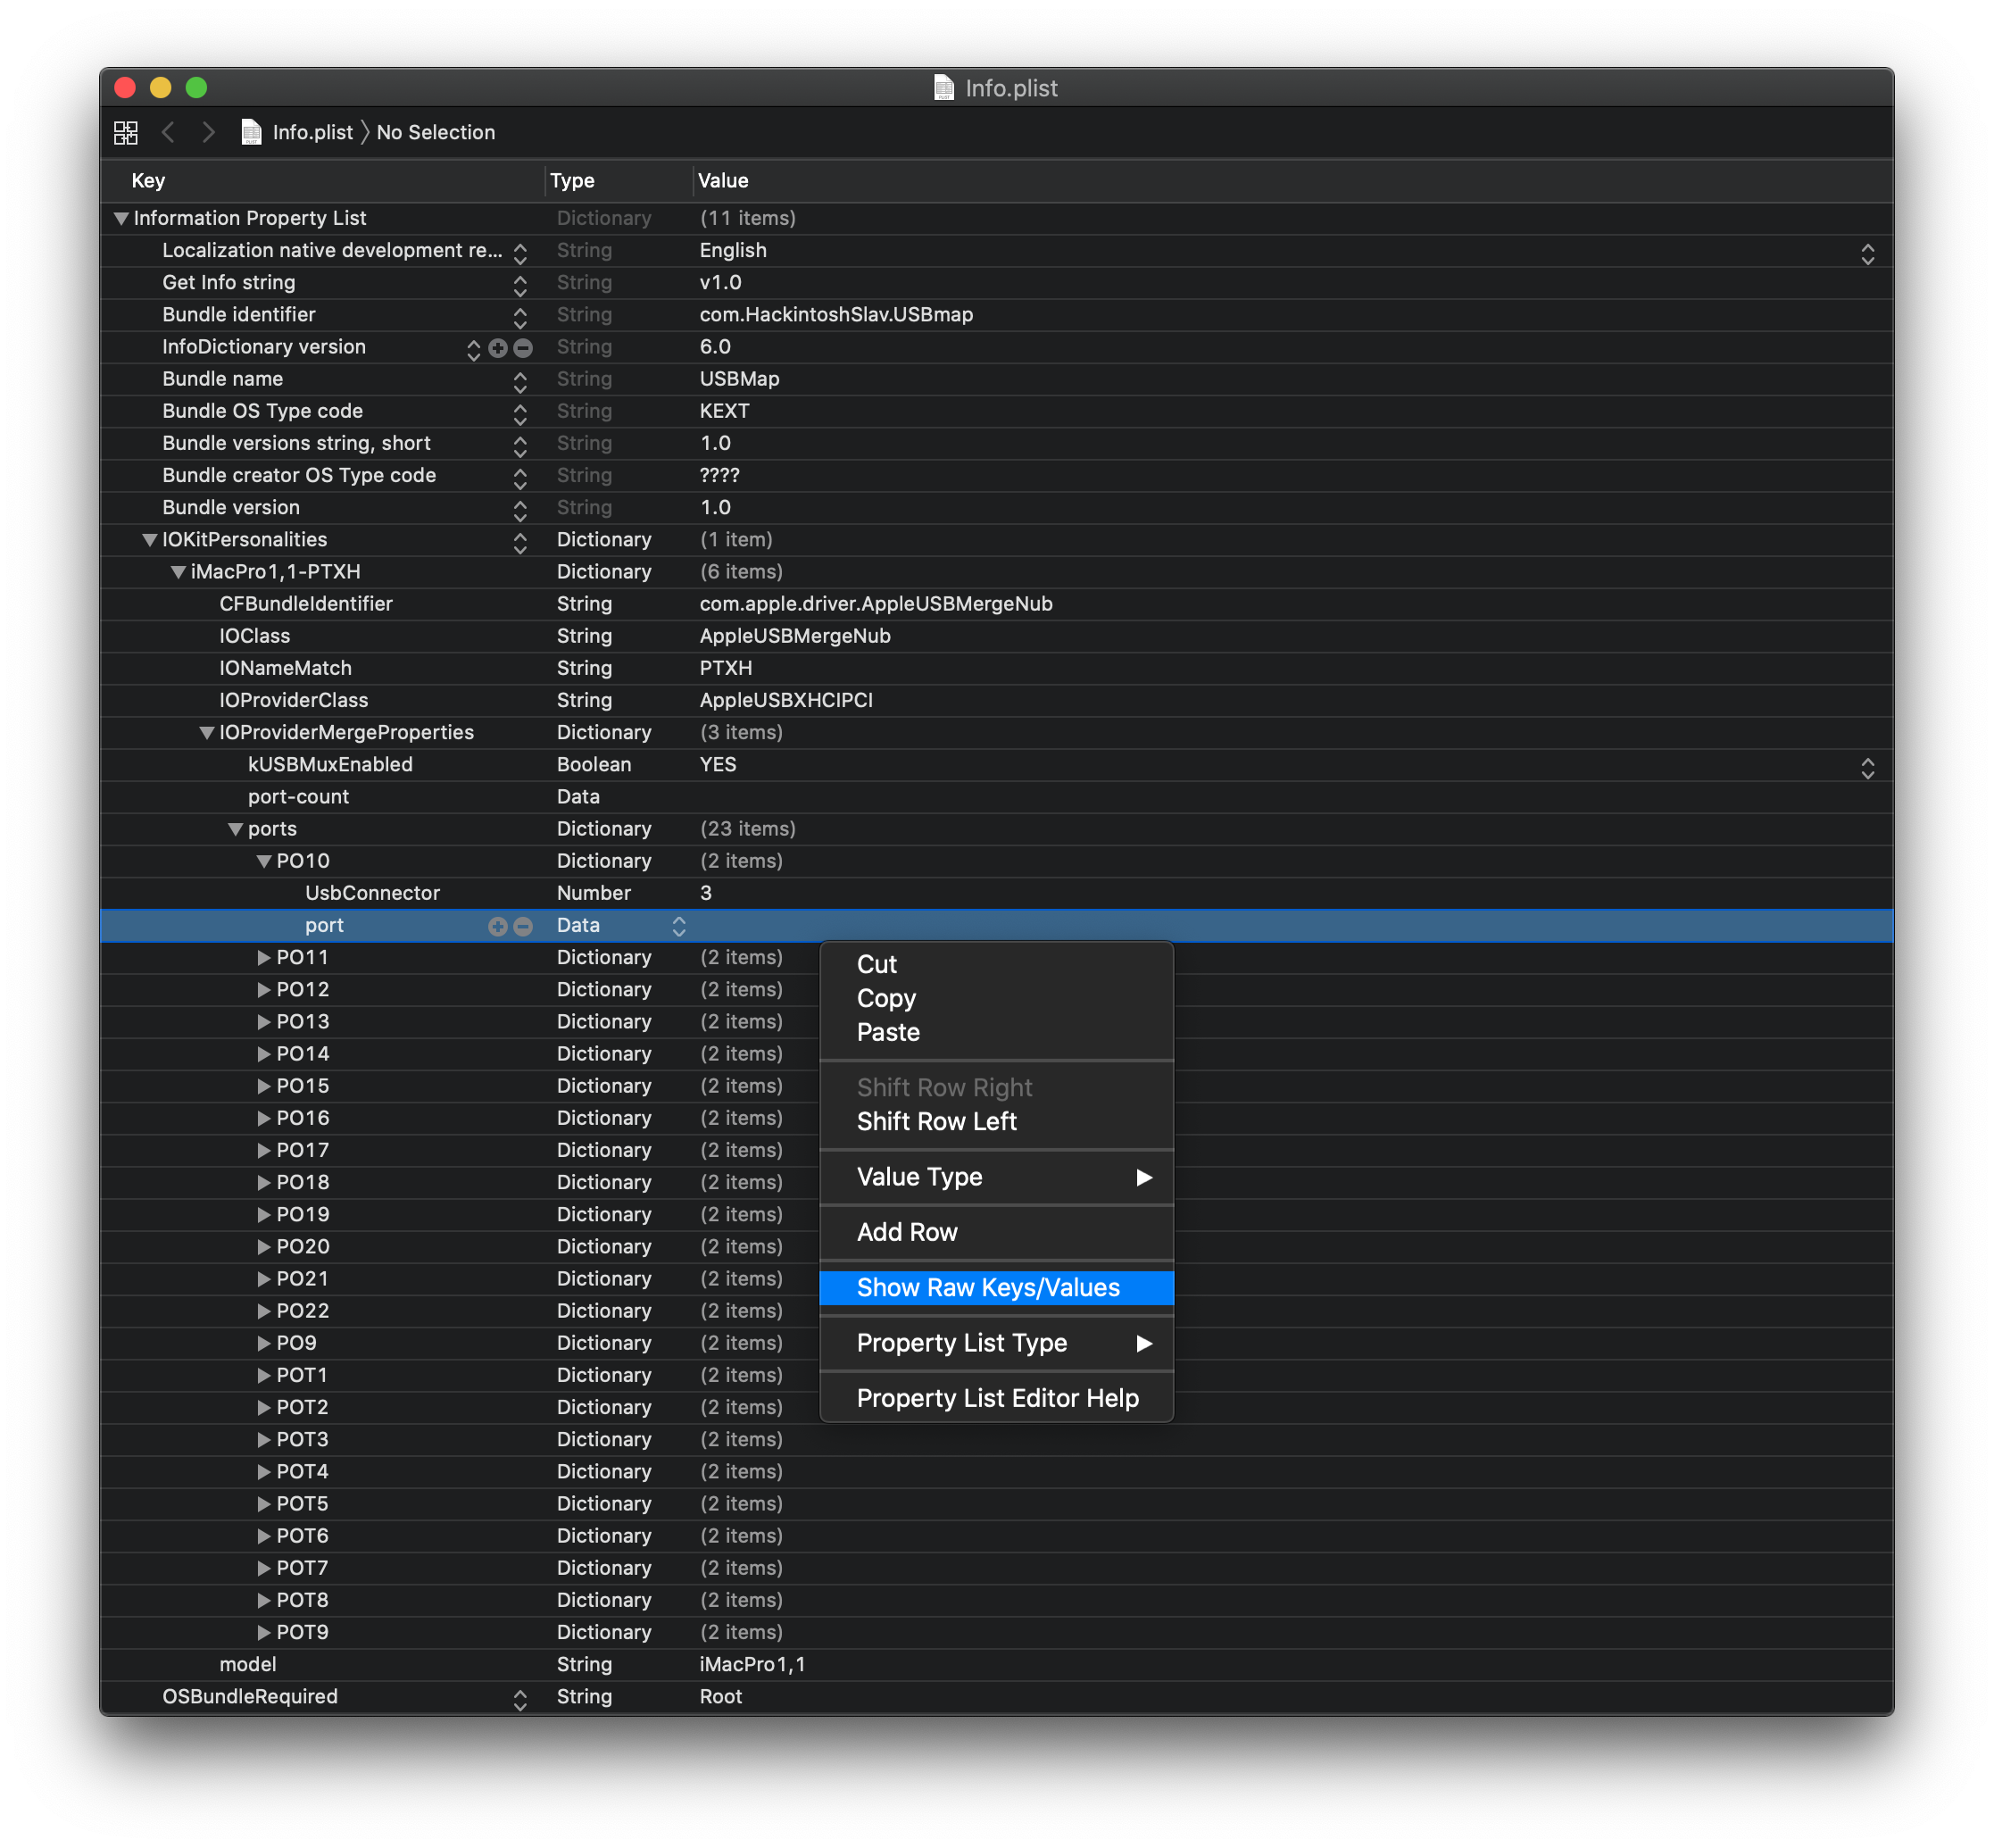 Info.plist
Info.plist 〉 No Selection
Key Type Value
Information Property List Dictionary (11 items)
Localization native development re... String English
Get Info string String v1.0
Bundle identifier String com.HackintoshSlav.USBmap
InfoDictionary version String 6.0
Bundle name String USBMap
Bundle OS Type code String KEXT
Bundle versions string, short String 1.0
Bundle creator OS Type code String ????
Bundle version String 1.0
IOKitPersonalities Dictionary (1 item)
iMacPro1,1-PTXH Dictionary (6 items)
CFBundleIdentifier String com.apple.driver.AppleUSBMergeNub
IOClass String AppleUSBMergeNub
IONameMatch String PTXH
IOProviderClass String AppleUSBXHCIPCI
IOProviderMergeProperties Dictionary (3 items)
kUSBMuxEnabled Boolean YES
port-count Data
ports Dictionary (23 items)
PO10 Dictionary (2 items)
UsbConnector Number 3
port Data
PO11 Dictionary (2 items)
PO12 Dictionary (2 items)
PO13 Dictionary (2 items)
PO14 Dictionary (2 items)
PO15 Dictionary (2 items)
PO16 Dictionary (2 items)
PO17 Dictionary (2 items)
PO18 Dictionary (2 items)
PO19 Dictionary (2 items)
PO20 Dictionary (2 items)
PO21 Dictionary (2 items)
PO22 Dictionary (2 items)
PO9 Dictionary (2 items)
POT1 Dictionary (2 items)
POT2 Dictionary (2 items)
POT3 Dictionary (2 items)
POT4 Dictionary (2 items)
POT5 Dictionary (2 items)
POT6 Dictionary (2 items)
POT7 Dictionary (2 items)
POT8 Dictionary (2 items)
POT9 Dictionary (2 items)
model String iMacPro1,1
OSBundleRequired String Root
Cut
Copy
Paste
Shift Row Right
Shift Row Left
Value Type
Add Row
Show Raw Keys/Values
Property List Type
Property List Editor Help